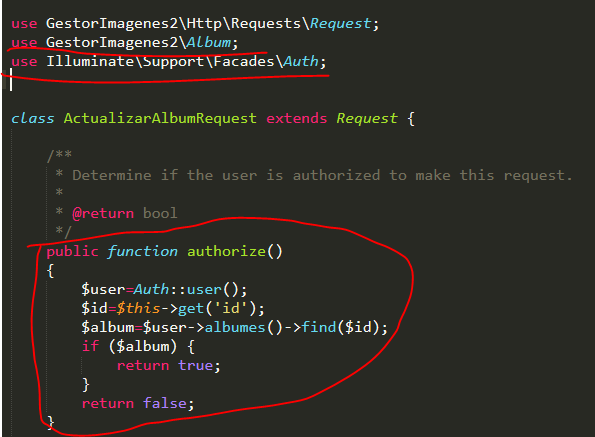 use GestorImagenes2\Http\Requests\Request;
use GestorImagenes2\Album;
use Illuminate\Support\Facades\Auth;
class ActualizarAlbumRequest extends Request {
/**
* Determine if the user is authorized to make this request.
*
* @return bool
*/
public function authorize()
{
$user=Auth::user();
$id=$this->get('id');
$album=$user->albumes()->find($id);
if ($album) {
return true;
}
return false;
}